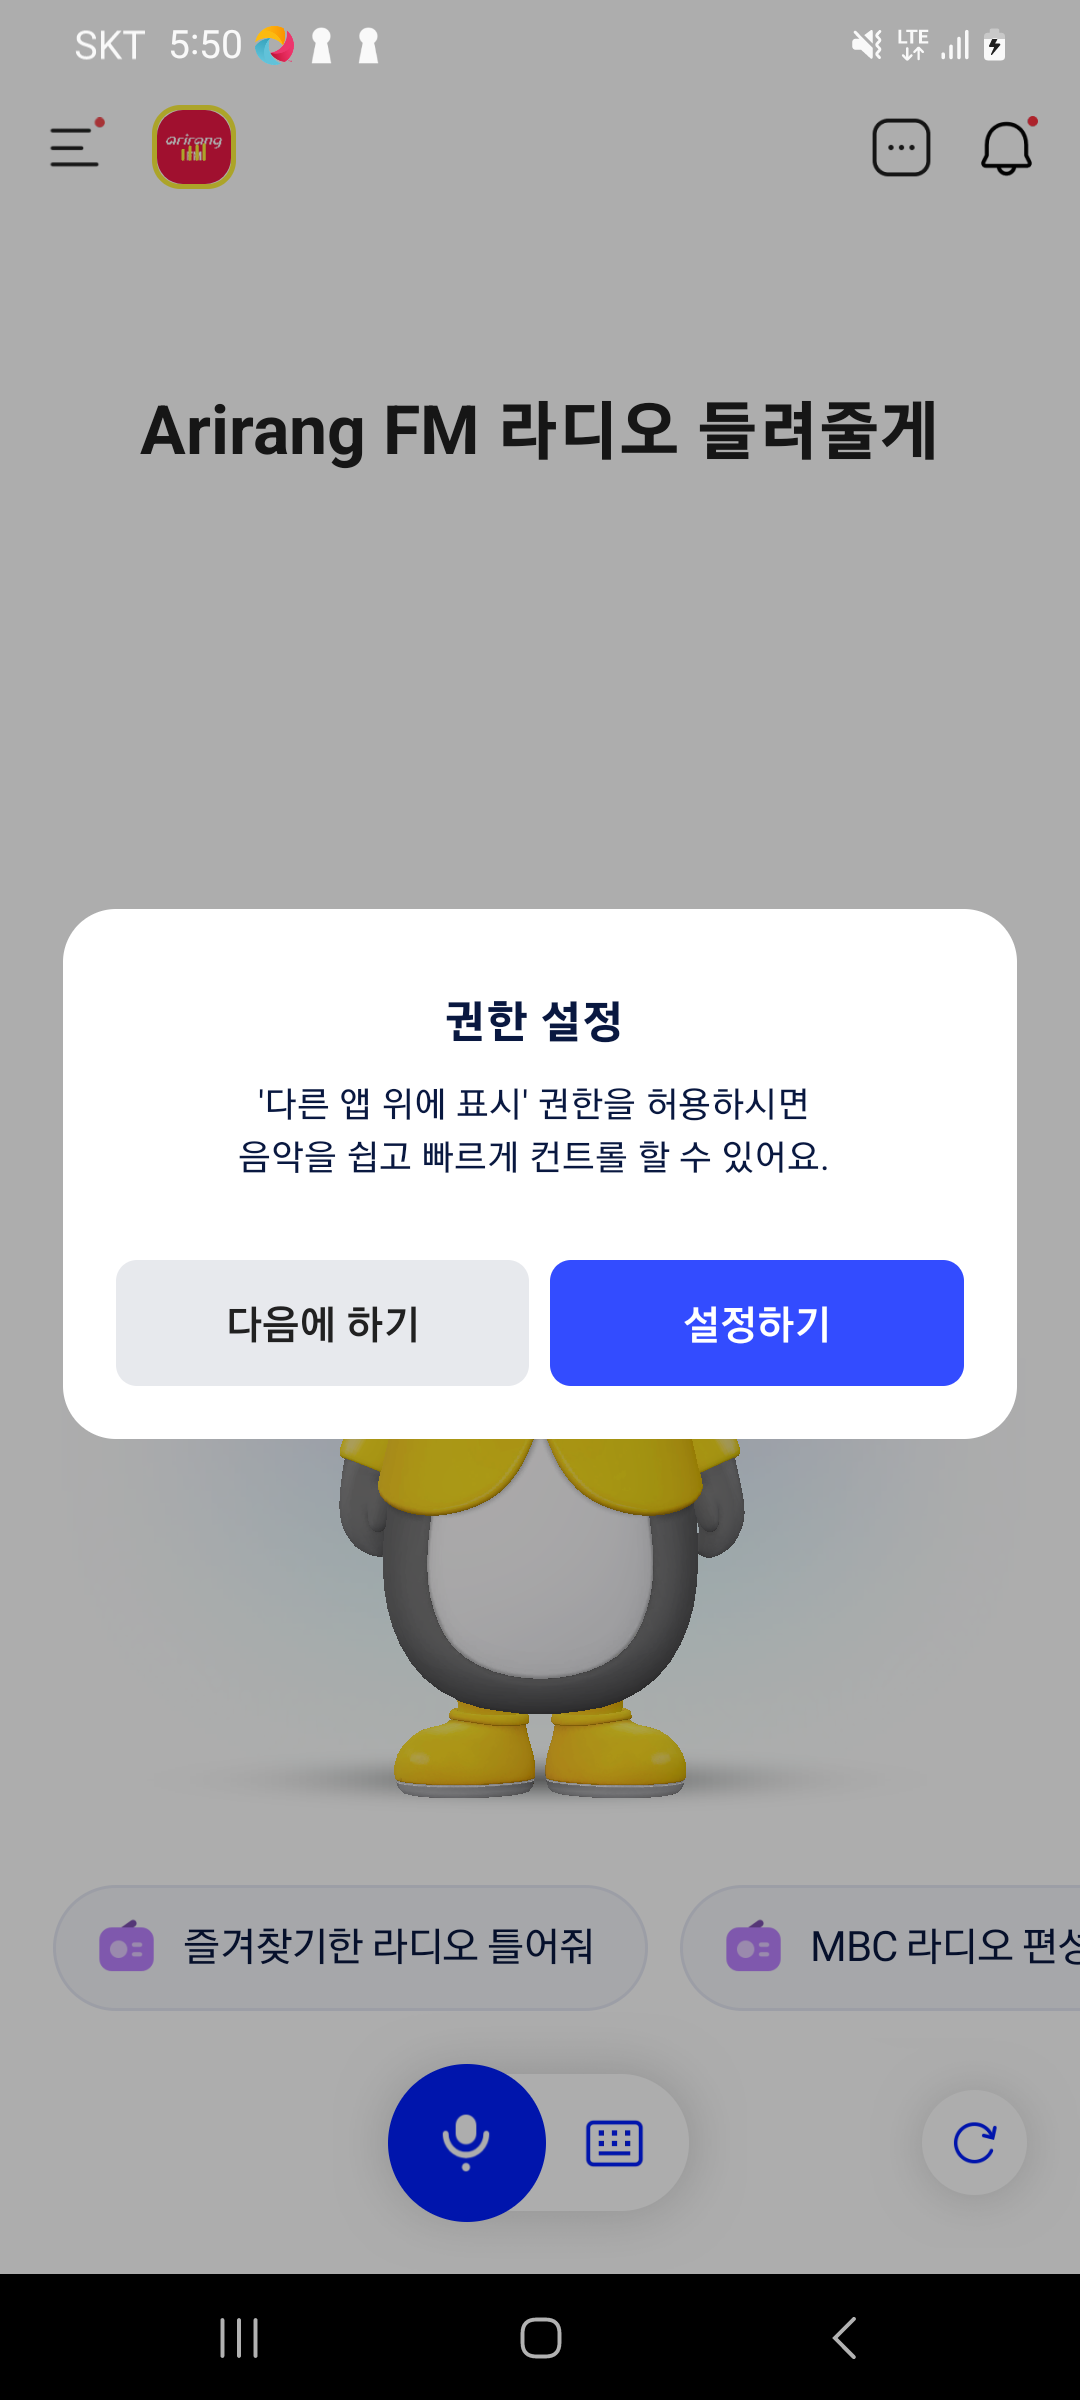 SKT 5:50
LTE
arirang
Arirang FM 라디오 들려줄게
권한 설정
'다른 앱 위에 표시' 권한을 허용하시면
음악을 쉽고 빠르게 컨트롤 할 수 있어요.
다음에 하기
설정하기
즐겨찾기한 라디오 틀어줘
MBC 라디오 편성